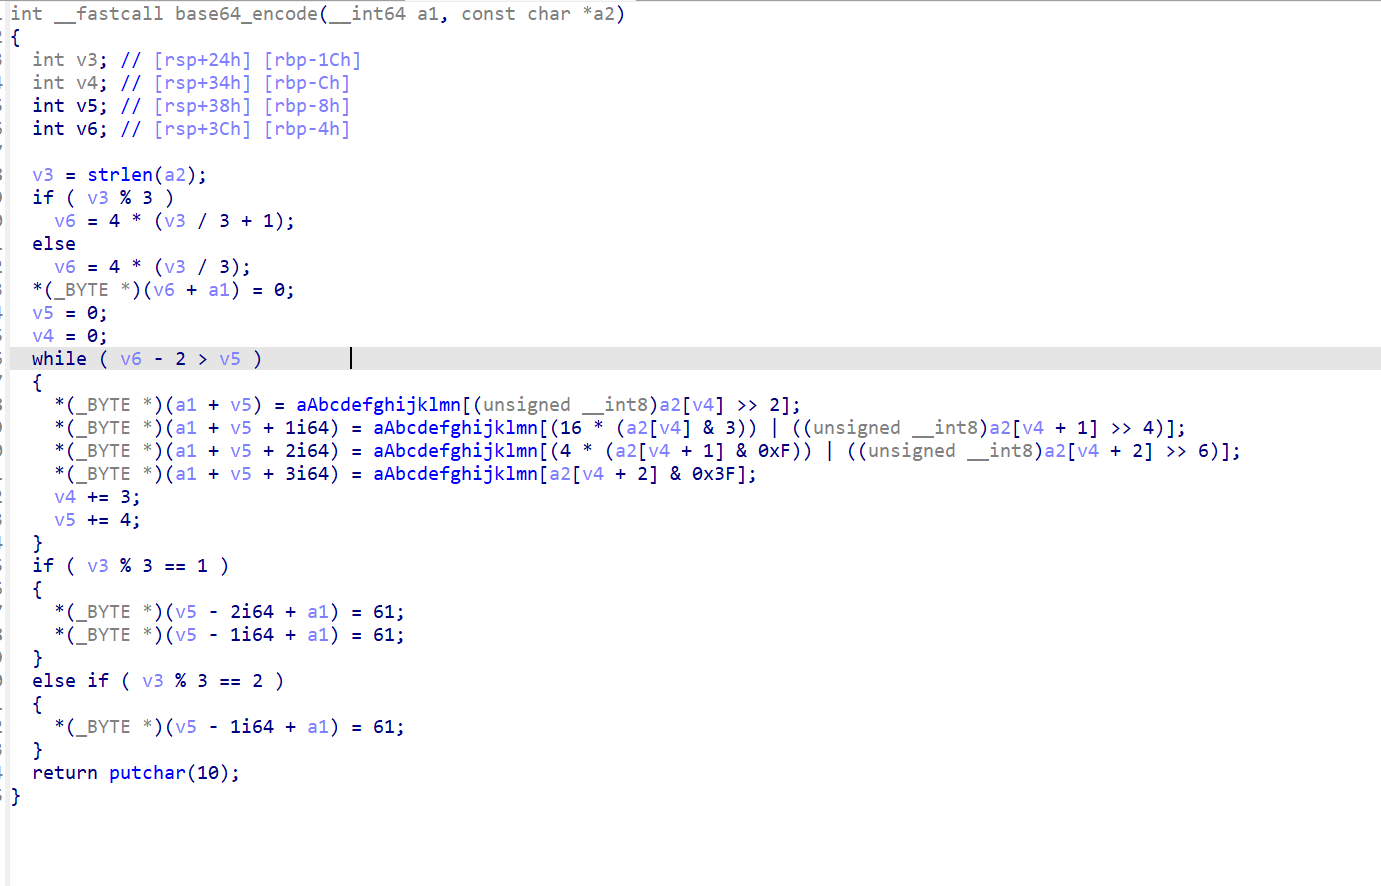 int __fastcall base64_encode(__int64 a1, const char *a2)
{
  int v3; // [rsp+24h] [rbp-1Ch]
  int v4; // [rsp+34h] [rbp-Ch]
  int v5; // [rsp+38h] [rbp-8h]
  int v6; // [rsp+3Ch] [rbp-4h]

  v3 = strlen(a2);
  if ( v3 % 3 )
    v6 = 4 * (v3 / 3 + 1);
  else
    v6 = 4 * (v3 / 3);
  *(_BYTE *)(v6 + a1) = 0;
  v5 = 0;
  v4 = 0;
  while ( v6 - 2 > v5 )
  {
    *(_BYTE *)(a1 + v5) = aAbcdefghijklmn[(unsigned __int8)a2[v4] >> 2];
    *(_BYTE *)(a1 + v5 + 1i64) = aAbcdefghijklmn[(16 * (a2[v4] & 3)) | ((unsigned __int8)a2[v4 + 1] >> 4)];
    *(_BYTE *)(a1 + v5 + 2i64) = aAbcdefghijklmn[(4 * (a2[v4 + 1] & 0xF)) | ((unsigned __int8)a2[v4 + 2] >> 6)];
    *(_BYTE *)(a1 + v5 + 3i64) = aAbcdefghijklmn[a2[v4 + 2] & 0x3F];
    v4 += 3;
    v5 += 4;
  }
  if ( v3 % 3 == 1 )
  {
    *(_BYTE *)(v5 - 2i64 + a1) = 61;
    *(_BYTE *)(v5 - 1i64 + a1) = 61;
  }
  else if ( v3 % 3 == 2 )
  {
    *(_BYTE *)(v5 - 1i64 + a1) = 61;
  }
  return putchar(10);
}